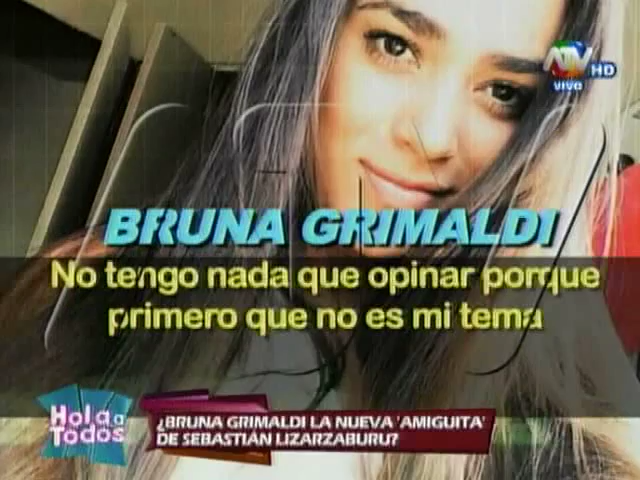 ATV HD
VIVO
BRUNA GRIMALDI
No tengo nada que opinar porque
primero que no es mi tema
Hola a
Todos
¿BRUNA GRIMALDI LA NUEVA 'AMIGUITA'
DE SEBASTIÁN LIZARZABURU?